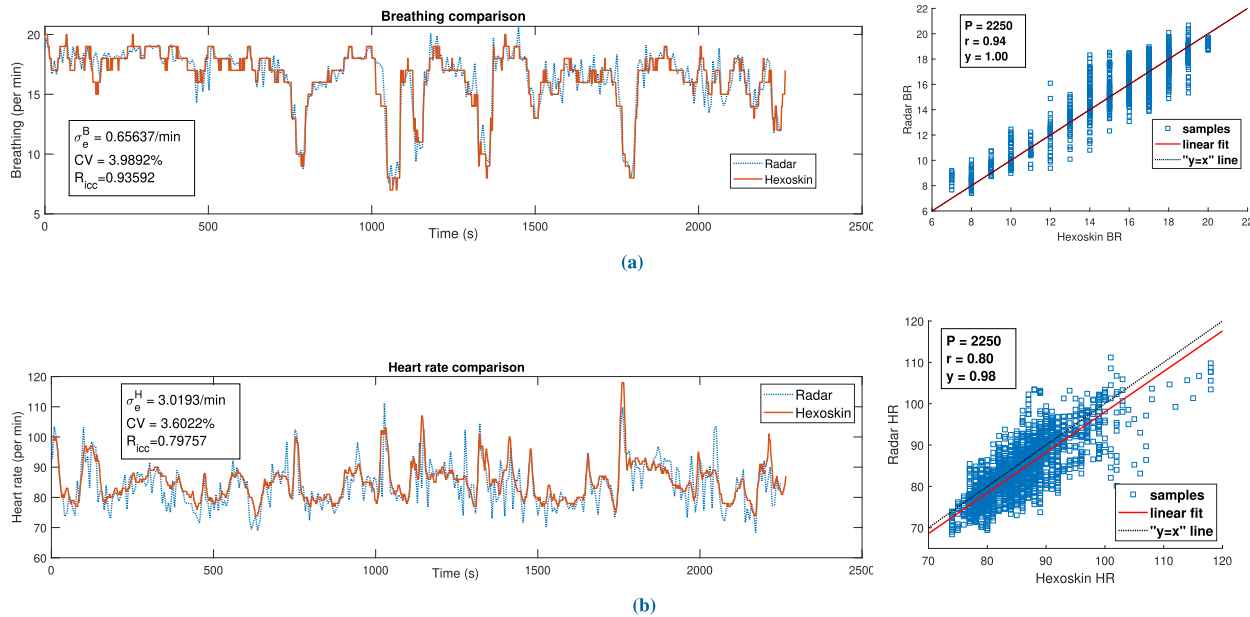 Breathing comparison
Breathing (per min)
20
15
10
5
σ_e^B = 0.65637/min
CV = 3.9892%
R_icc=0.93592
Radar
Hexoskin
0 500 1000 1500 2000 2500
Time (s)
P = 2250
r = 0.94
y = 1.00
Radar BR
22
20
18
16
14
12
10
8
6
samples
linear fit
"y=x" line
6 8 10 12 14 16 18 20 22
Hexoskin BR
(a)
Heart rate comparison
Heart rate (per min)
120
110
100
90
80
70
60
σ_e^H = 3.0193/min
CV = 3.6022%
R_icc=0.79757
Radar
Hexoskin
0 500 1000 1500 2000 2500
Time (s)
P = 2250
r = 0.80
y = 0.98
Radar HR
120
110
100
90
80
70
samples
linear fit
"y=x" line
70 80 90 100 110 120
Hexoskin HR
(b)